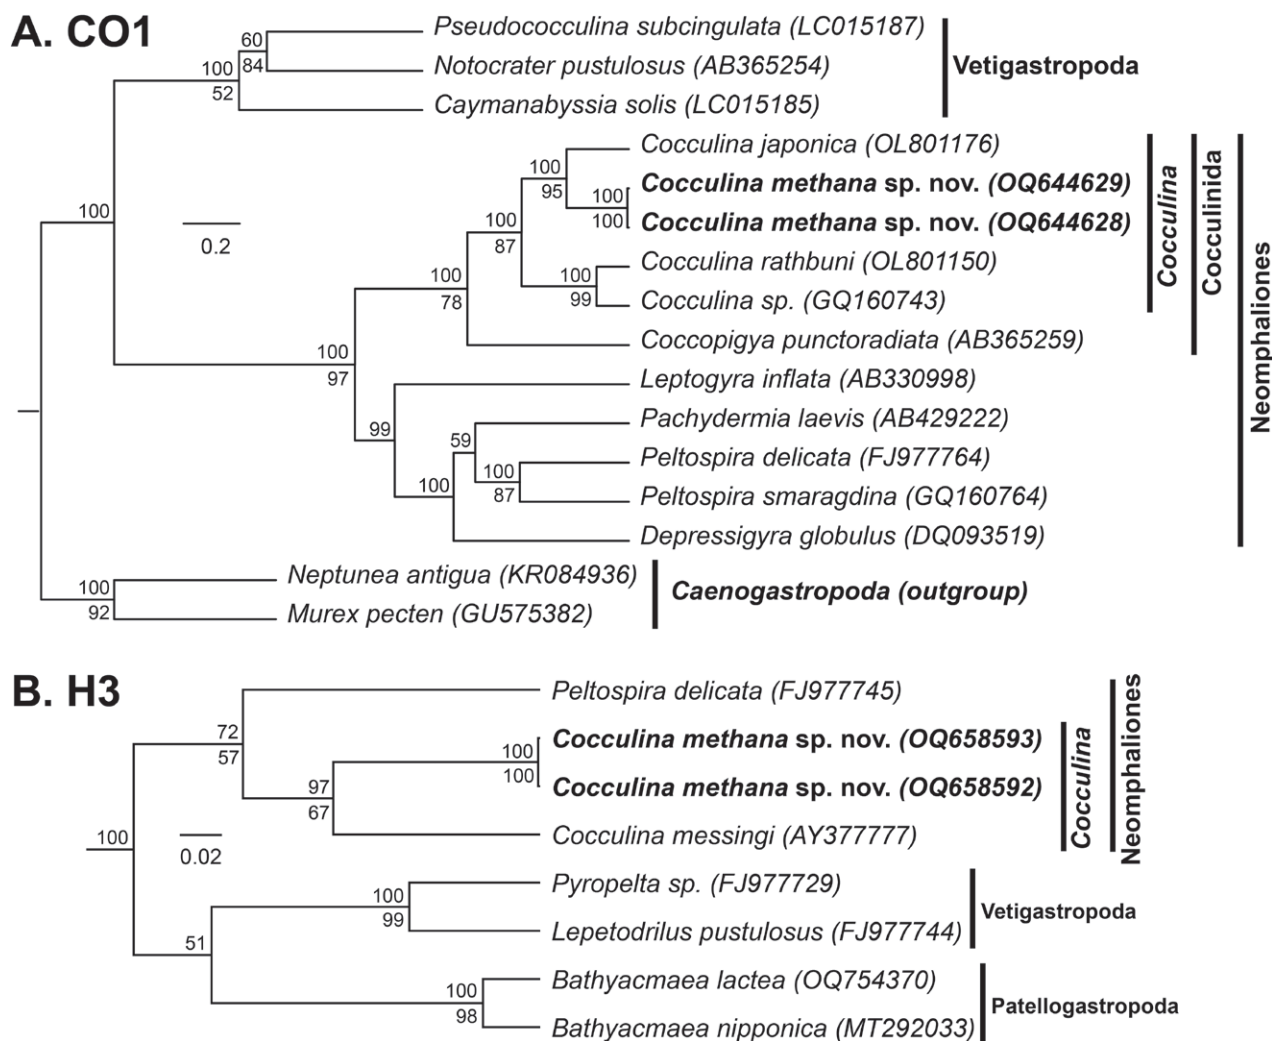 A. CO1
60
84
100
52
Pseudococculina subcingulata (LC015187)
Notocrater pustulosus (AB365254)
Caymanabyssia solis (LC015185)
Vetigastropoda
100
0.2
Cocculina japonica (OL801176)
Cocculina methana sp. nov. (OQ644629)
Cocculina methana sp. nov. (OQ644628)
Cocculina rathbuni (OL801150)
Cocculina sp. (GQ160743)
Coccopigya punctoradiata (AB365259)
Leptogyra inflata (AB330998)
Pachydermia laevis (AB429222)
Peltospira delicata (FJ977764)
Peltospira smaragdina (GQ160764)
Depressigyra globulus (DQ093519)
100
95
100
100
100
87
100
99
100
78
100
97
99
59
100
87
100
Cocculina
Cocculinida
Neomphaliones
Neptunea antigua (KR084936)
Murex pecten (GU575382)
100
92
Caenogastropoda (outgroup)
B. H3
Peltospira delicata (FJ977745)
Cocculina methana sp. nov. (OQ658593)
Cocculina methana sp. nov. (OQ658592)
Cocculina messingi (AY377777)
72
57
100
100
97
67
100
0.02
Cocculina
Neomphaliones
Pyropelta sp. (FJ977729)
Lepetodrilus pustulosus (FJ977744)
100
99
Vetigastropoda
51
Bathyacmaea lactea (OQ754370)
Bathyacmaea nipponica (MT292033)
100
98
Patellogastropoda